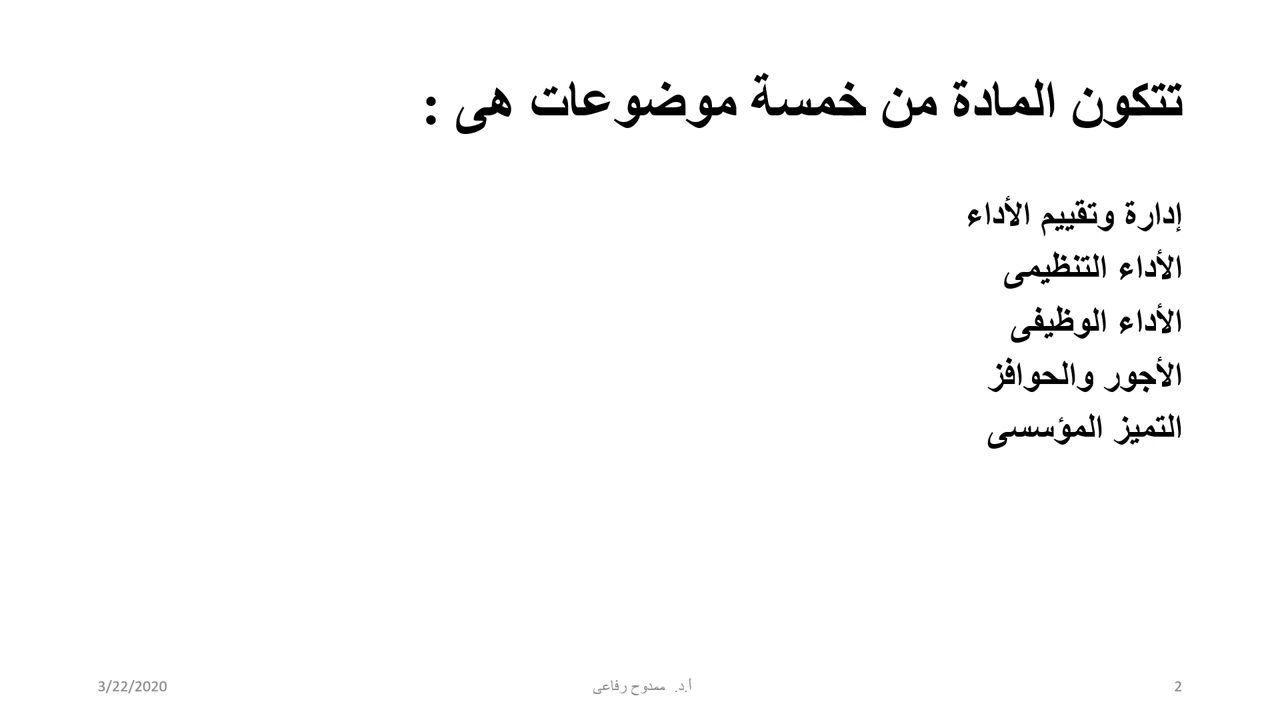 تتكون المادة من خمسة موضوعات هى :
إدارة وتقييم الأداء
الأداء التنظيمى
الأداء الوظيفى
الأجور والحوافز
التميز المؤسسى
3/22/2020
أ.د. ممدوح رفاعى
2